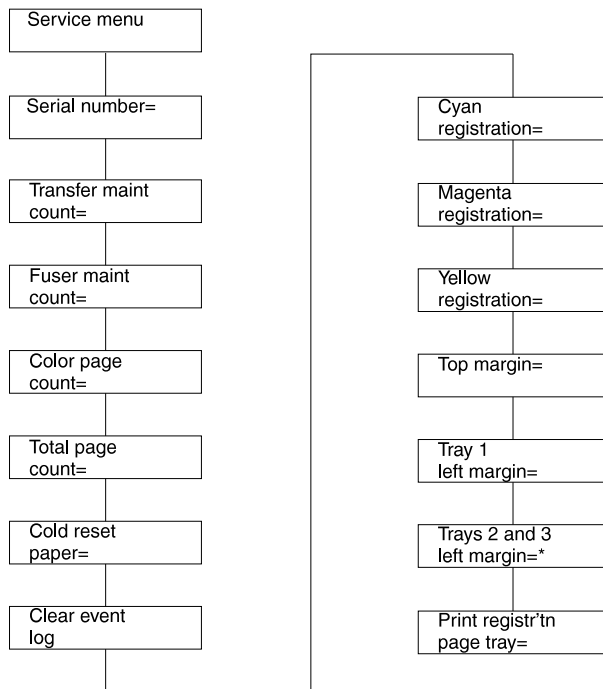 Service menu
Serial number=
Transfer maint
count=
Fuser maint
count=
Color page
count=
Total page
count=
Cold reset
paper=
Clear event
log
Cyan
registration=
Magenta
registration=
Yellow
registration=
Top margin=
Tray 1
left margin=
Trays 2 and 3
left margin=*
Print registr'tn
page tray=